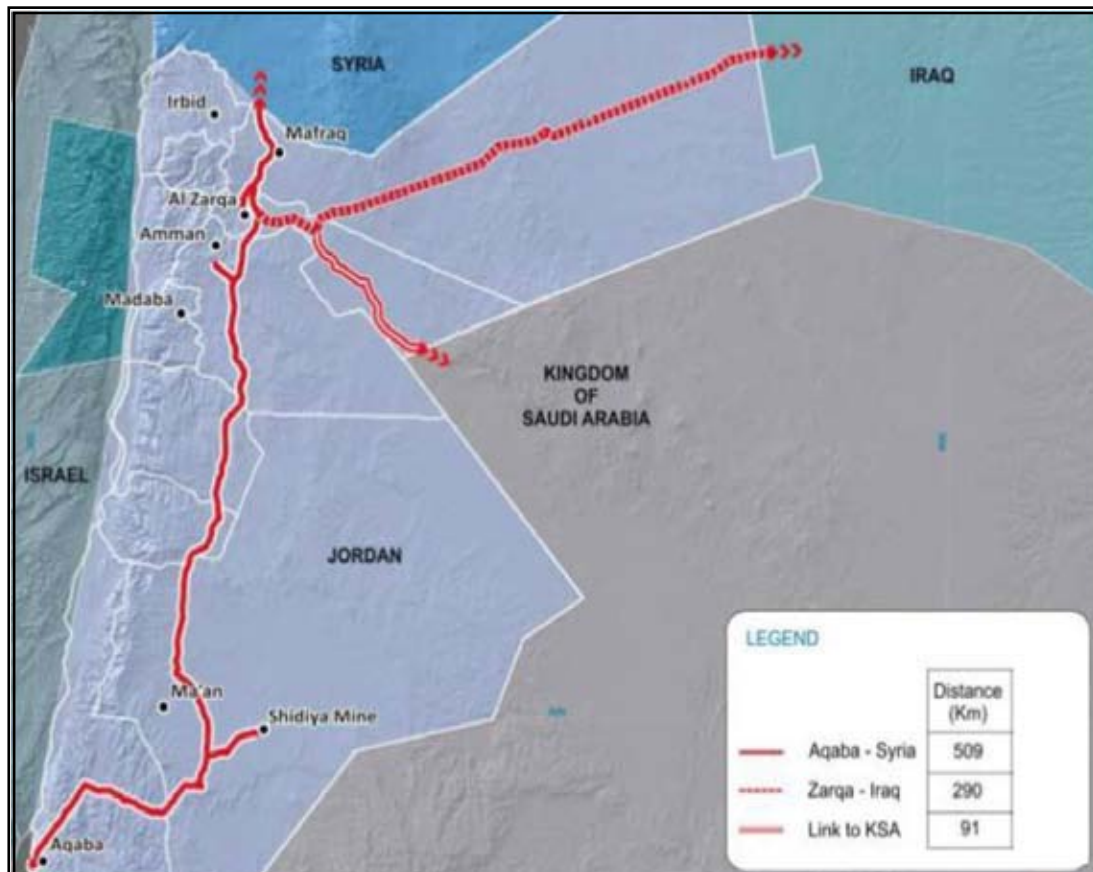 SYRIA
IRAQ
Irbid
Mafraq
Al Zarqa
Amman
Madaba
KINGDOM
OF
SAUDI ARABIA
ISRAEL
JORDAN
Ma'an
Shidiya Mine
Aqaba
LEGEND
Distance
(Km)
Aqaba - Syria 509
Zarqa - Iraq 290
Link to KSA 91